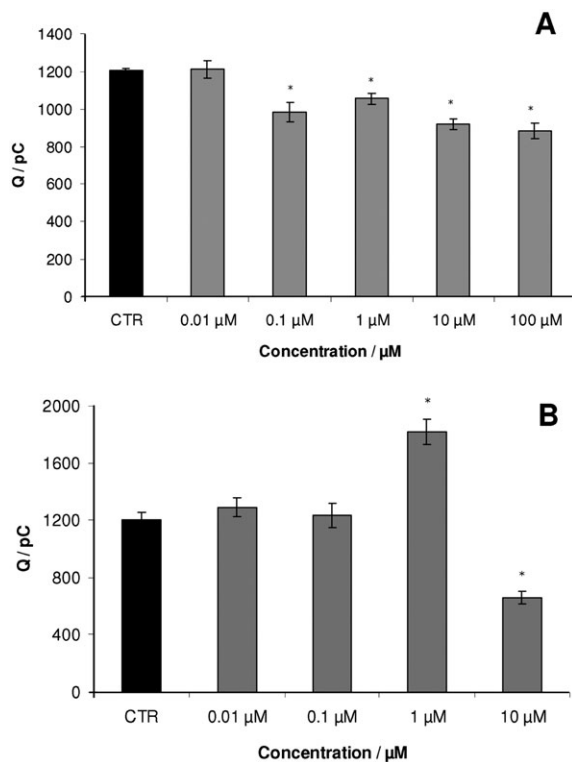 A
1400
1200
1000
800
600
400
200
0
Q / pC
* * * *
CTR 0.01 µM 0.1 µM 1 µM 10 µM 100 µM
Concentration / µM
B
2000
1600
1200
800
400
0
Q / pC
* *
CTR 0.01 µM 0.1 µM 1 µM 10 µM
Concentration / µM